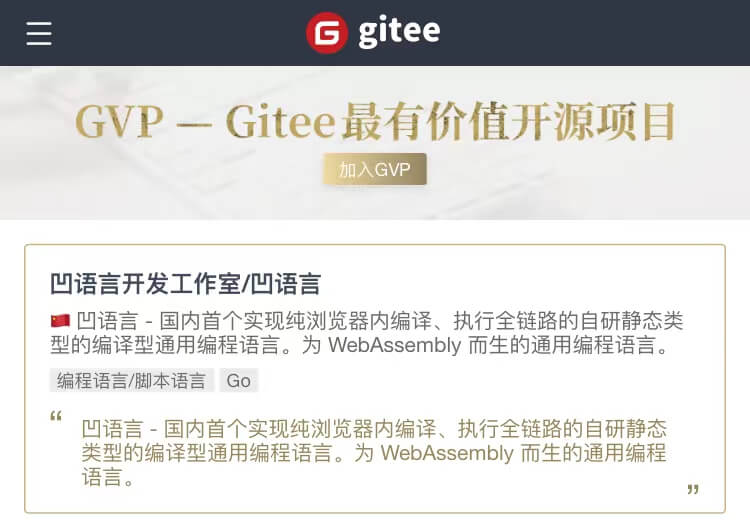 gitee
GVP — Gitee最有价值开源项目
加入GVP
凹语言开发工作室/凹语言
🇨🇳 凹语言 - 国内首个实现纯浏览器内编译、执行全链路的自研静态类
型的编译型通用编程语言。为 WebAssembly 而生的通用编程语言。
编程语言/脚本语言 Go
“ 凹语言 - 国内首个实现纯浏览器内编译、执行全链路的自研静态
类型的编译型通用编程语言。为 WebAssembly 而生的通用编程
语言。 ”